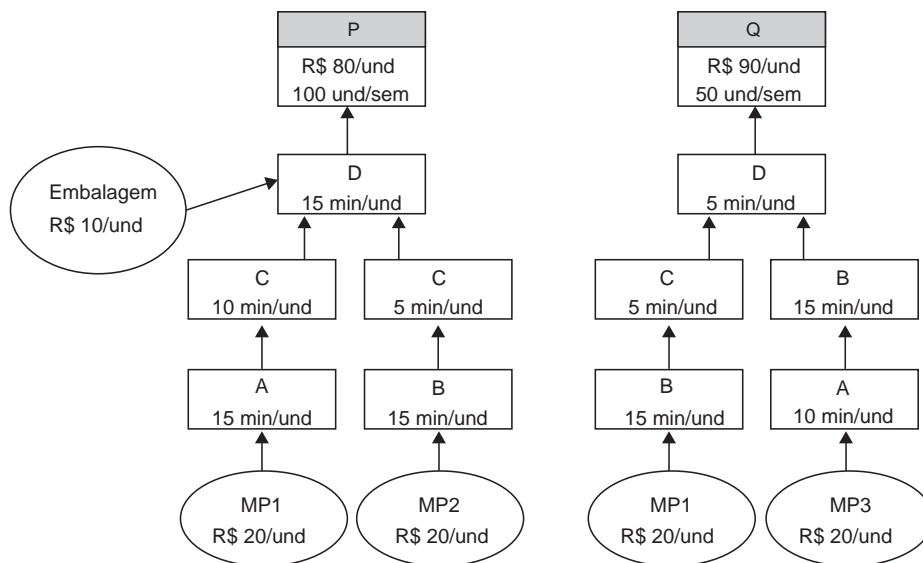 P
R$ 80/und
100 und/sem
Q
R$ 90/und
50 und/sem
Embalagem
R$ 10/und
D
15 min/und
D
5 min/und
C
10 min/und
C
5 min/und
C
5 min/und
B
15 min/und
A
15 min/und
B
15 min/und
B
15 min/und
A
10 min/und
MP1
R$ 20/und
MP2
R$ 20/und
MP1
R$ 20/und
MP3
R$ 20/und